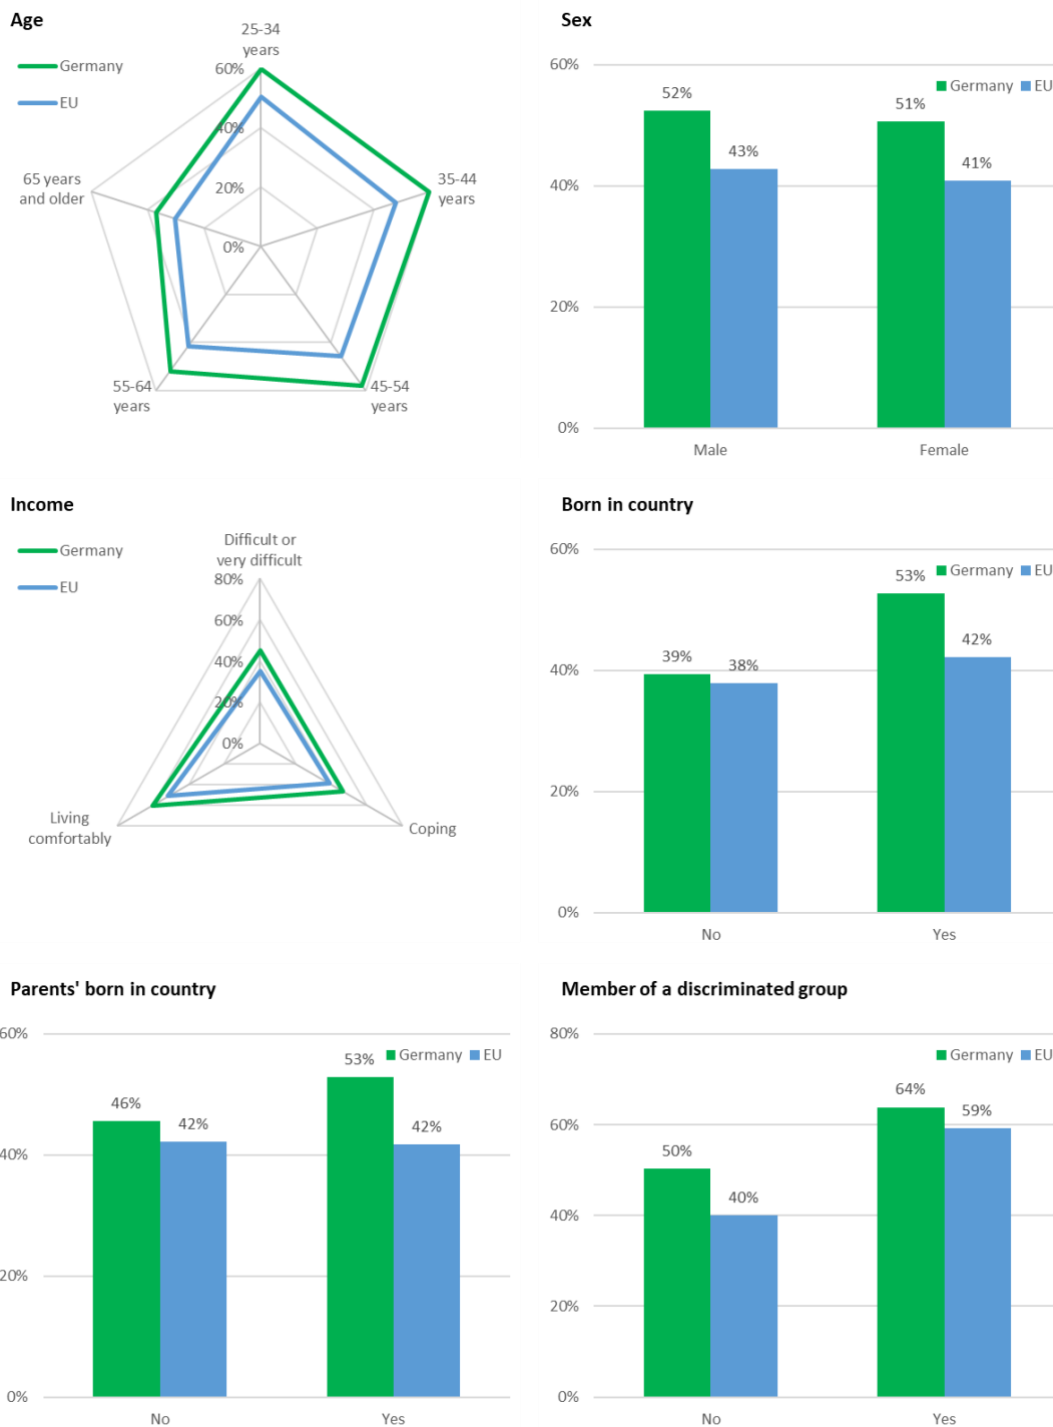 Age
Germany
EU
25-34
years
60%
40%
20%
0%
35-44
years
45-54
years
55-64
years
65 years
and older
Sex
60%
40%
20%
0%
Germany EU
52%
43%
51%
41%
Male Female
Income
Germany
EU
Difficult or
very difficult
80%
60%
40%
20%
0%
Living
comfortably
Coping
Born in country
60%
40%
20%
0%
Germany EU
39%
38%
53%
42%
No Yes
Parents' born in country
60%
40%
20%
0%
Germany EU
46%
42%
53%
42%
No Yes
Member of a discriminated group
80%
60%
40%
20%
0%
Germany EU
50%
40%
64%
59%
No Yes